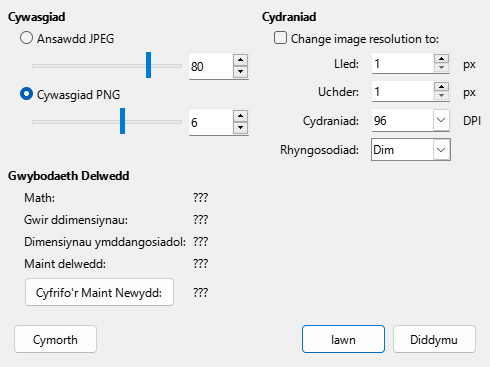 Cywasgiad
Ansawdd JPEG
80
Cywasgiad PNG
6
Cydraniad
Change image resolution to:
Lled: 1 px
Uchder: 1 px
Cydraniad: 96 DPI
Rhyngosodiad: Dim
Gwybodaeth Delwedd
Math: ???
Gwir ddimensiynau: ???
Dimensiynau ymddangosiadol: ???
Maint delwedd: ???
Cyfrifo'r Maint Newydd: ???
Cymorth Iawn Diddymu